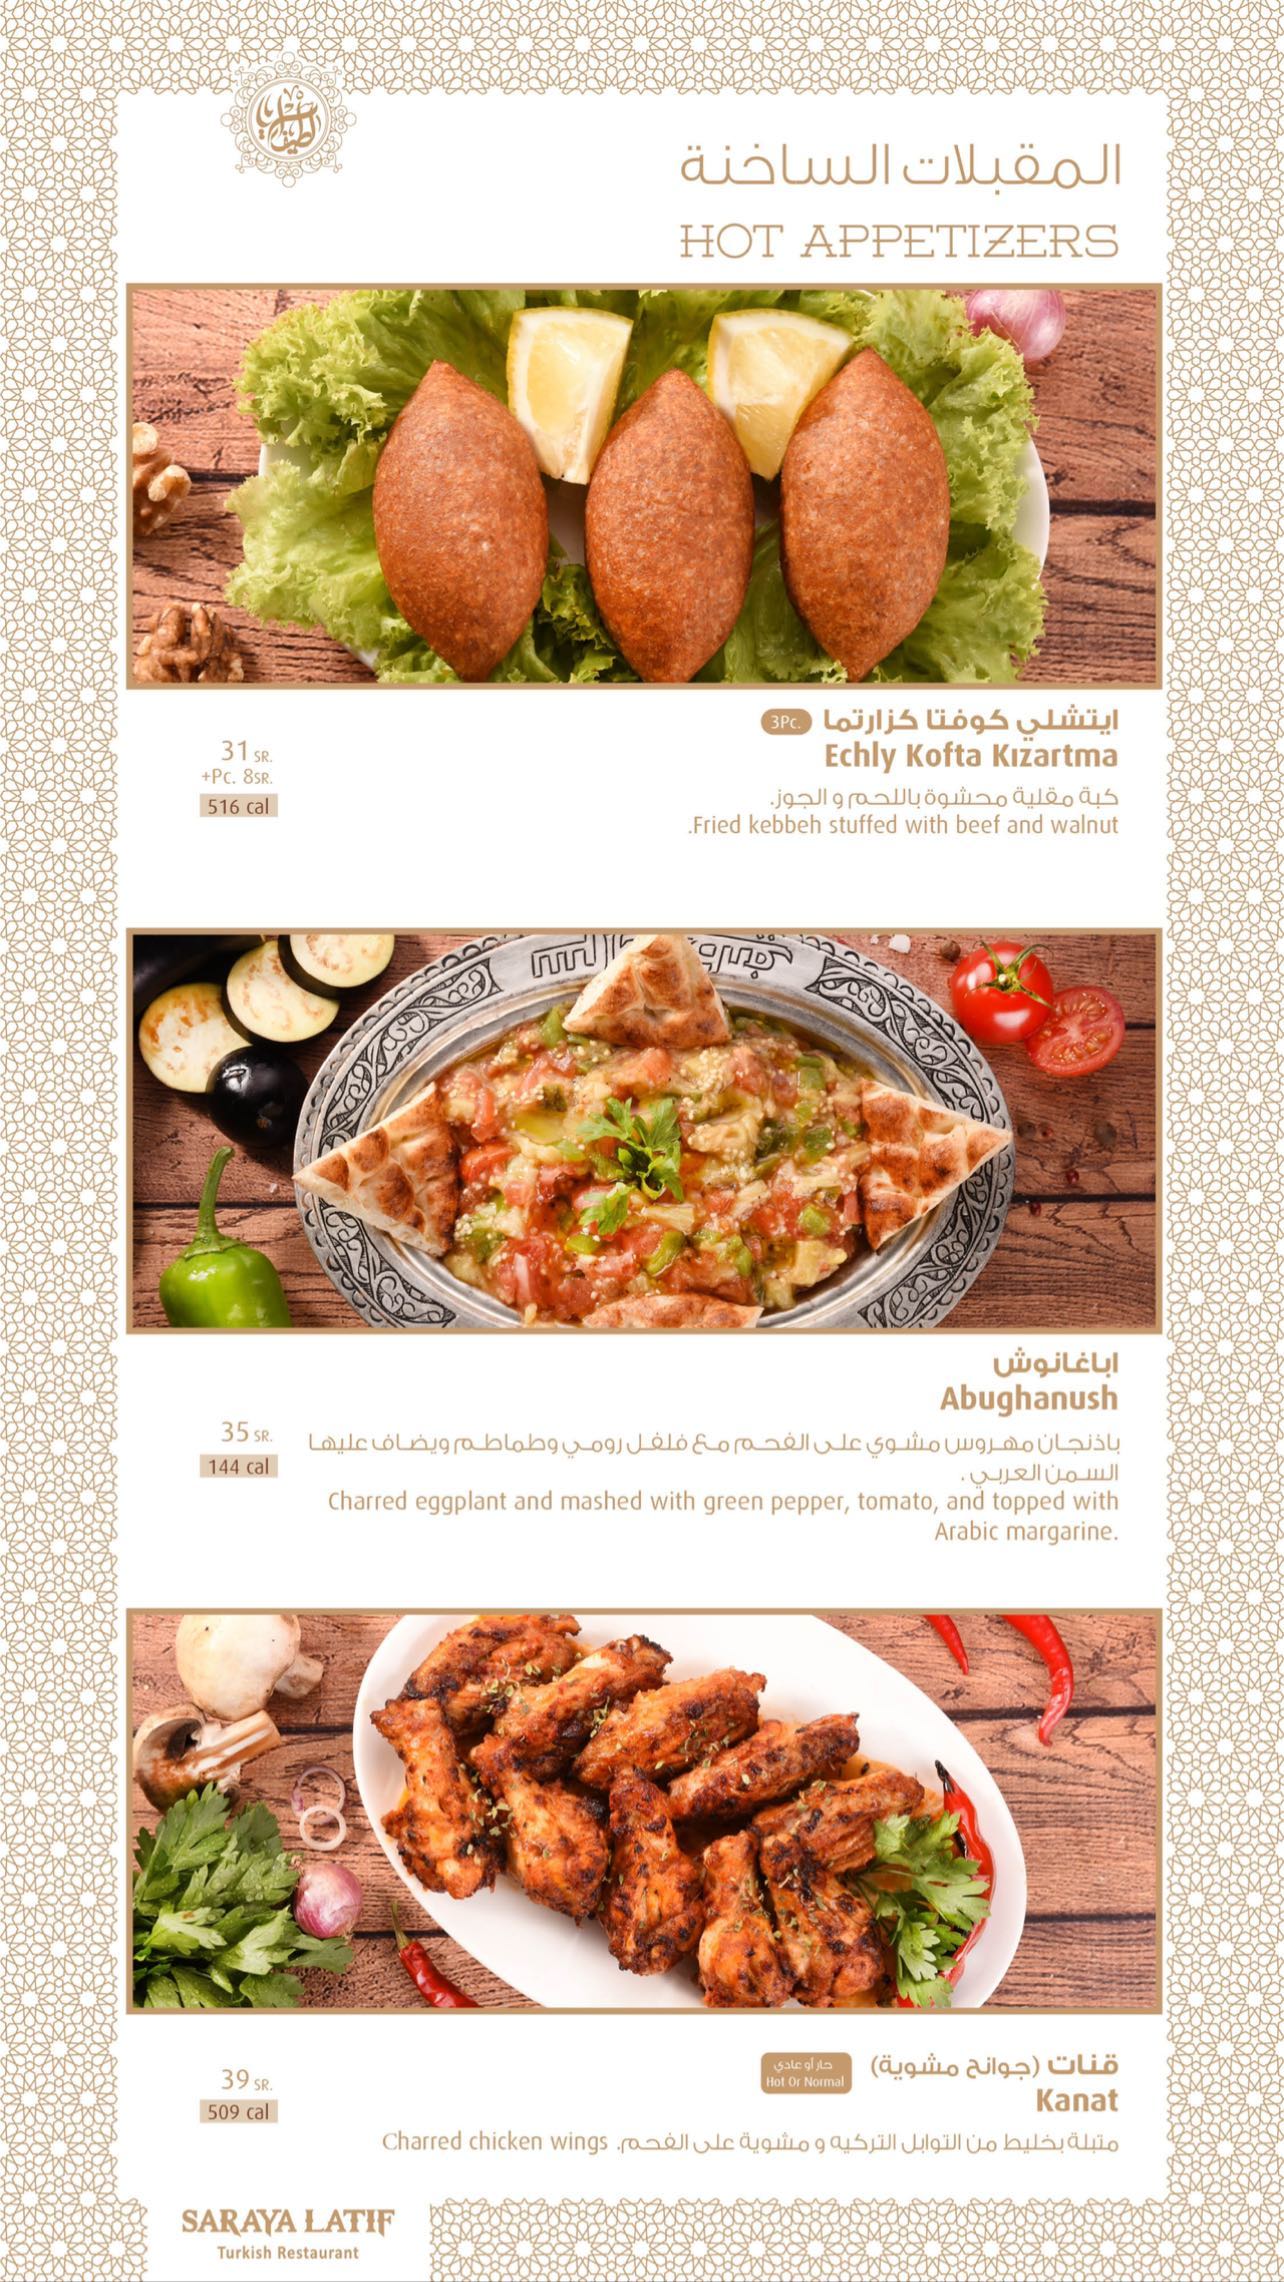 سرايا
لطيف
المقبلات الساخنة
HOT APPETIZERS
ايتشلي كوفتا كزارتما 3Pc.
Echly Kofta Kızartma
كبة مقلية محشوة باللحم و الجوز.
.Fried kebbeh stuffed with beef and walnut
31 SR.
+Pc. 8SR.
516 cal
اباغانوش
Abughanush
باذنجان مهروس مشوي على الفحم مع فلفل رومي وطماطم ويضاف عليها
السمن العربي .
Charred eggplant and mashed with green pepper, tomato, and topped with
Arabic margarine.
35 SR.
144 cal
قنات (جوانح مشوية)
حار أو عادي
Hot Or Normal
Kanat
متبلة بخليط من التوابل التركيه و مشوية على الفحم. Charred chicken wings
39 SR.
509 cal
SARAYA LATIF
Turkish Restaurant